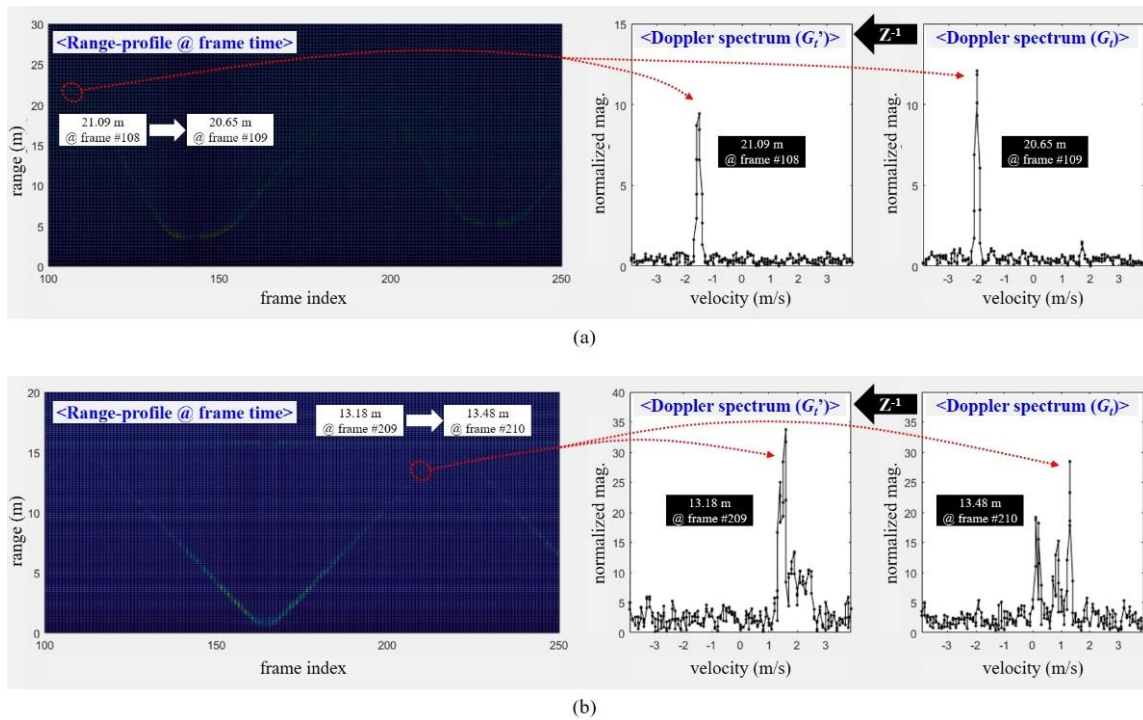 <Range-profile @ frame time>
21.09 m
@ frame #108
20.65 m
@ frame #109
range (m)
30
25
20
15
10
5
0
100
150
200
250
frame index
<Doppler spectrum (Gt')>
21.09 m
@ frame #108
normalized mag.
15
10
5
0
-3 -2 -1 0 1 2 3
velocity (m/s)
Z-1
<Doppler spectrum (Gt)>
20.65 m
@ frame #109
normalized mag.
15
10
5
0
-3 -2 -1 0 1 2 3
velocity (m/s)
(a)
<Range-profile @ frame time>
13.18 m
@ frame #209
13.48 m
@ frame #210
range (m)
20
15
10
5
0
100
150
200
250
frame index
<Doppler spectrum (Gt')>
13.18 m
@ frame #209
normalized mag.
40
35
30
25
20
15
10
5
0
-3 -2 -1 0 1 2 3
velocity (m/s)
Z-1
<Doppler spectrum (Gt)>
13.48 m
@ frame #210
normalized mag.
40
35
30
25
20
15
10
5
0
-3 -2 -1 0 1 2 3
velocity (m/s)
(b)